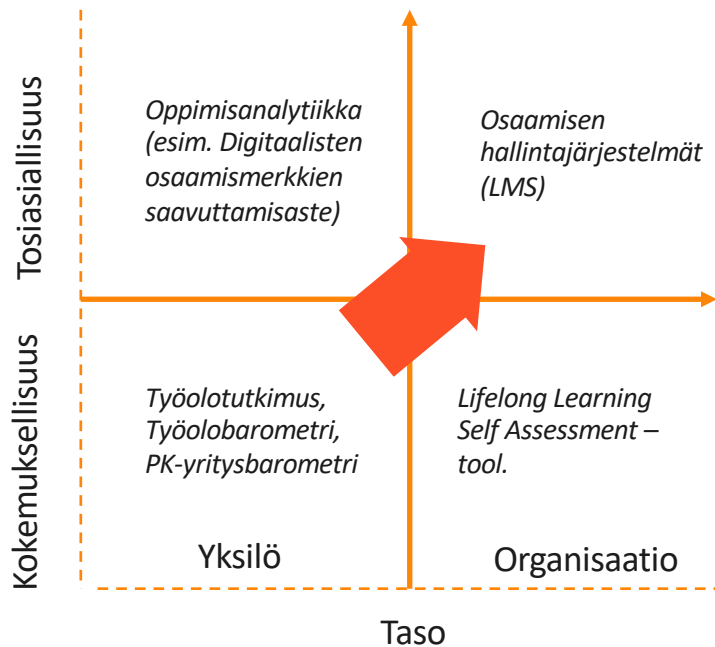 Tosiasiallisuus
Oppimisanalytiikka
(esim. Digitaalisten
osaamismerkkien
saavuttamisaste)
Osaamisen
hallintajärjestelmät
(LMS)
Kokemuksellisuus
Työolotutkimus,
Työolobarometri,
PK-yritysbarometri
Lifelong Learning
Self Assessment –
tool.
Yksilö
Organisaatio
Taso